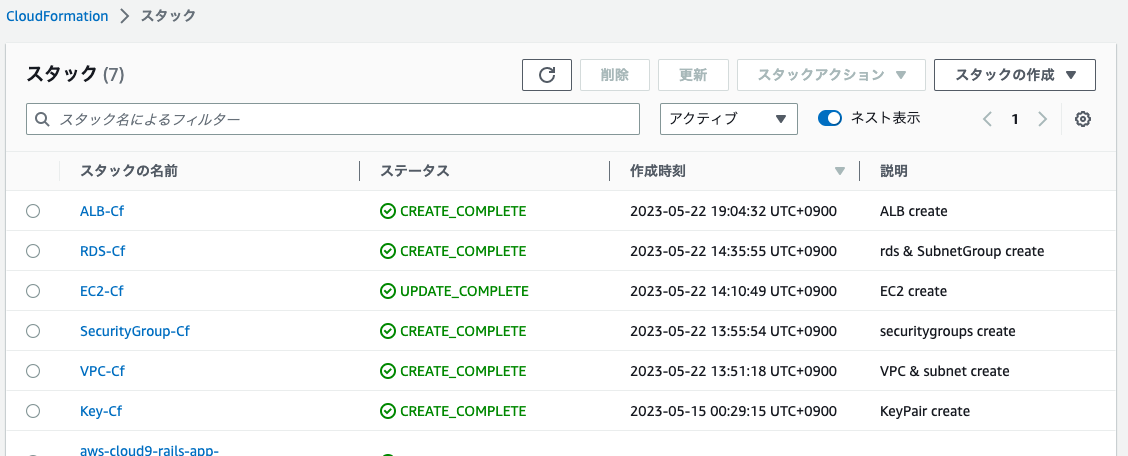 CloudFormation > スタック
スタック (7)
削除
更新
スタックアクション ▼
スタックの作成 ▼
スタック名によるフィルター
アクティブ ▼
ネスト表示
< 1 >
スタックの名前 ステータス 作成時刻 ▼ 説明
ALB-Cf CREATE_COMPLETE 2023-05-22 19:04:32 UTC+0900 ALB create
RDS-Cf CREATE_COMPLETE 2023-05-22 14:35:55 UTC+0900 rds & SubnetGroup create
EC2-Cf UPDATE_COMPLETE 2023-05-22 14:10:49 UTC+0900 EC2 create
SecurityGroup-Cf CREATE_COMPLETE 2023-05-22 13:55:54 UTC+0900 securitygroups create
VPC-Cf CREATE_COMPLETE 2023-05-22 13:51:18 UTC+0900 VPC & subnet create
Key-Cf CREATE_COMPLETE 2023-05-15 00:29:15 UTC+0900 KeyPair create
aws-cloud9-rails-app-